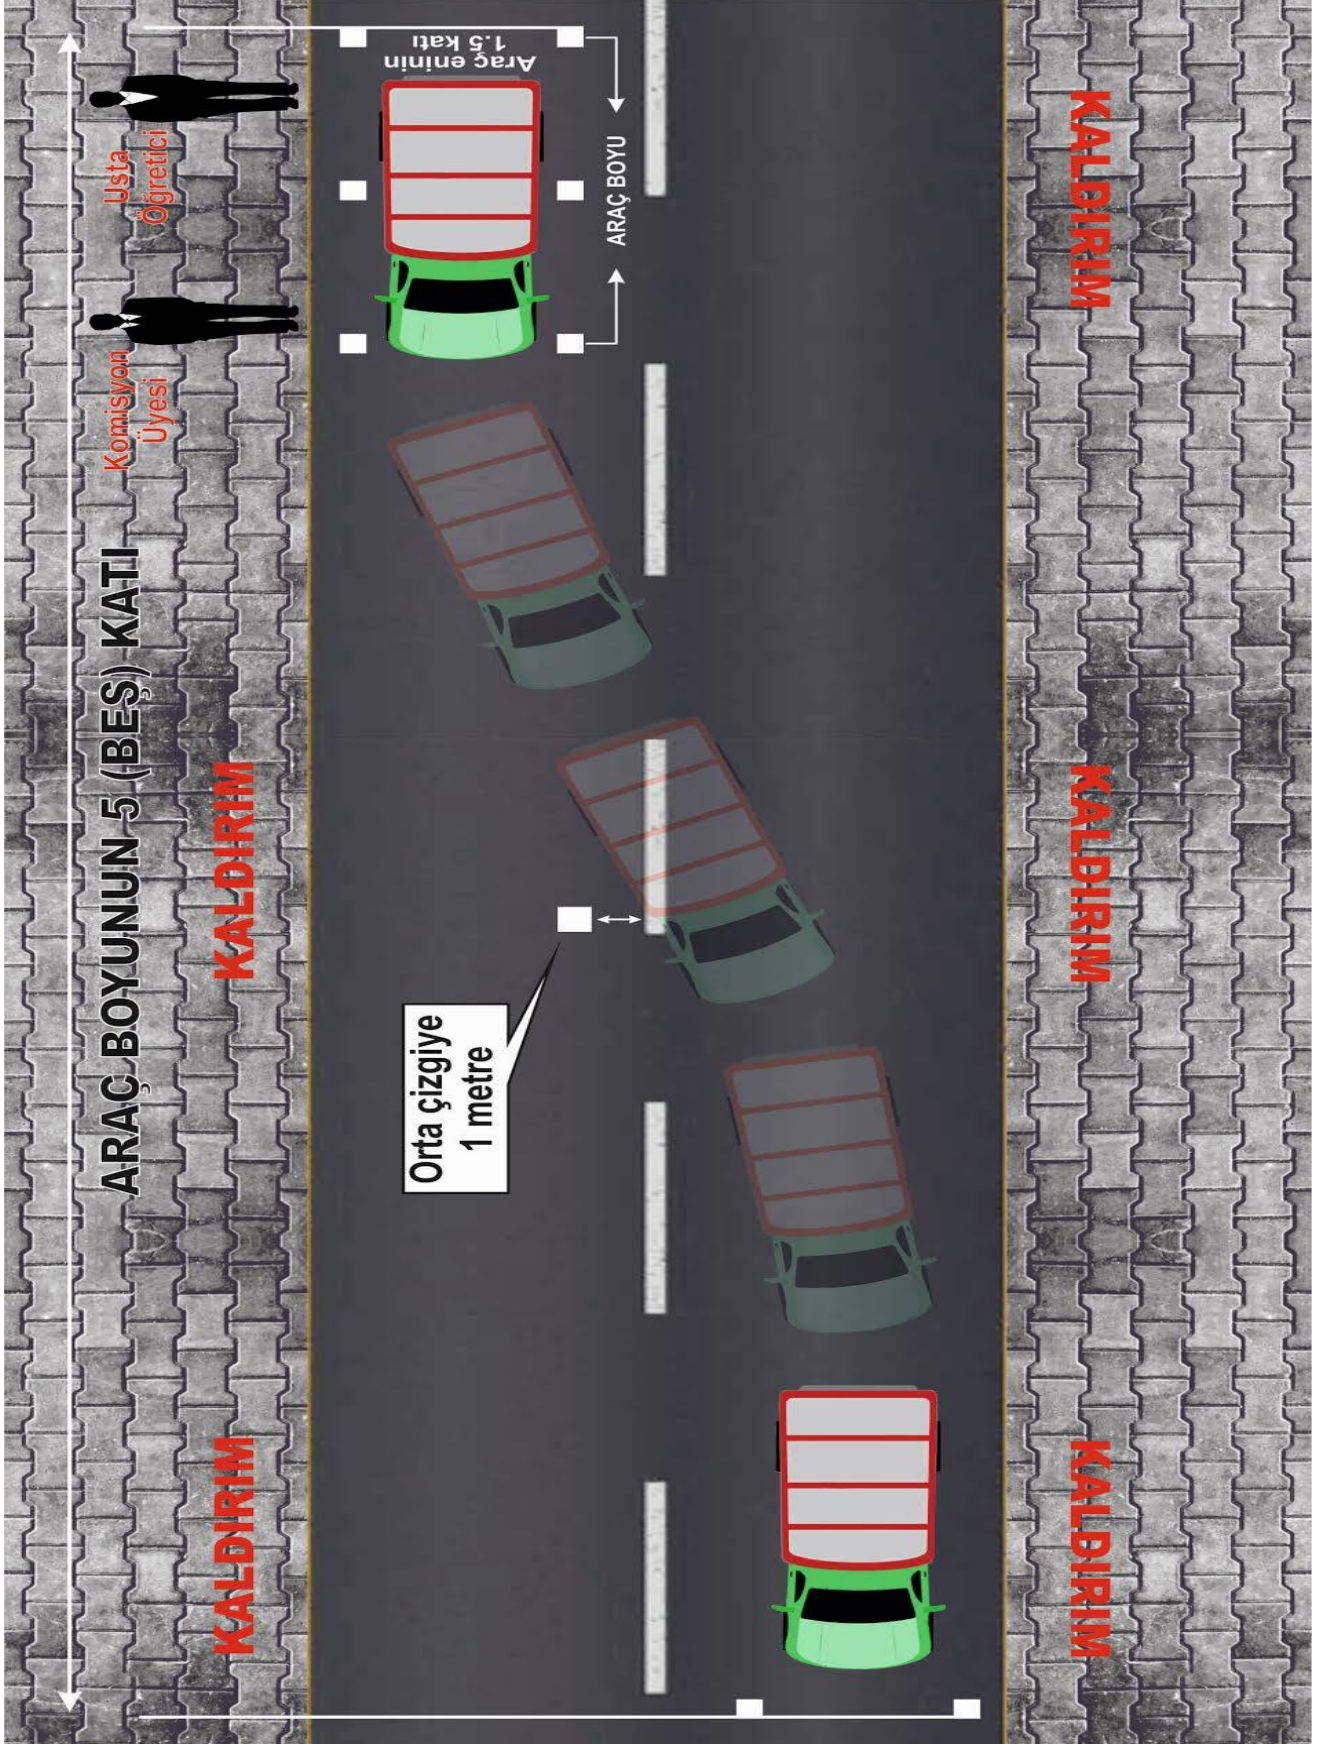 ARAÇ BOYUNUN 5 (BEŞ) KATI
KALDIRIM
KALDIRIM
Komisyon
Üyesi
Usta
Öğretici
Orta çizgiye
1 metre
ARAÇ BOYU
Araç eninin
1.5 katı
KALDIRIM
KALDIRIM
KALDIRIM